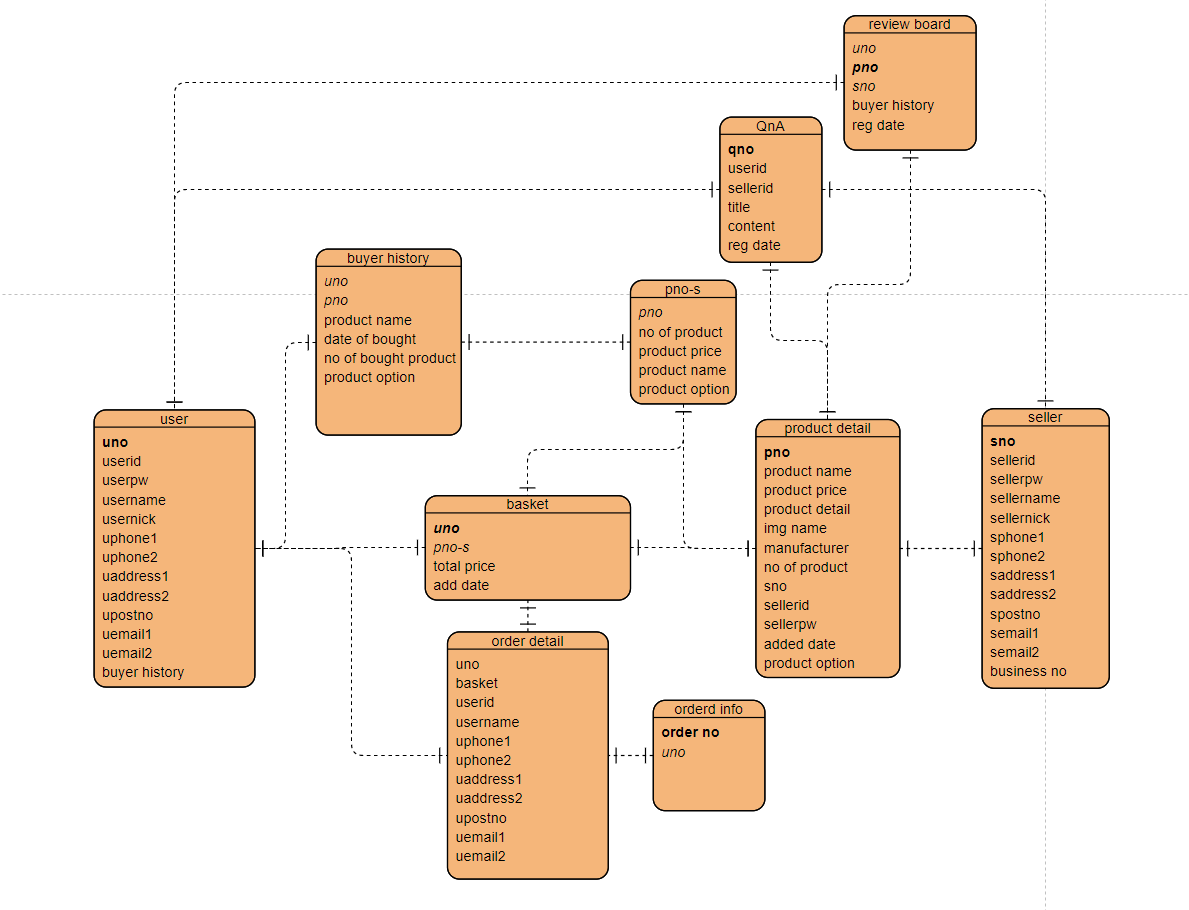 review board
uno
pno
sno
buyer history
reg date
QnA
qno
userid
sellerid
title
content
reg date
buyer history
uno
pno
product name
date of bought
no of bought product
product option
pno-s
pno
no of product
product price
product name
product option
user
uno
userid
userpw
username
usernick
uphone1
uphone2
uaddress1
uaddress2
upostno
uemail1
uemail2
buyer history
basket
uno
pno-s
total price
add date
product detail
pno
product name
product price
product detail
img name
manufacturer
no of product
sno
sellerid
sellerpw
added date
product option
seller
sno
sellerid
sellerpw
sellername
sellernick
sphone1
sphone2
saddress1
saddress2
spostno
semail1
semail2
business no
order detail
uno
basket
userid
username
uphone1
uphone2
uaddress1
uaddress2
upostno
uemail1
uemail2
orderd info
order no
uno